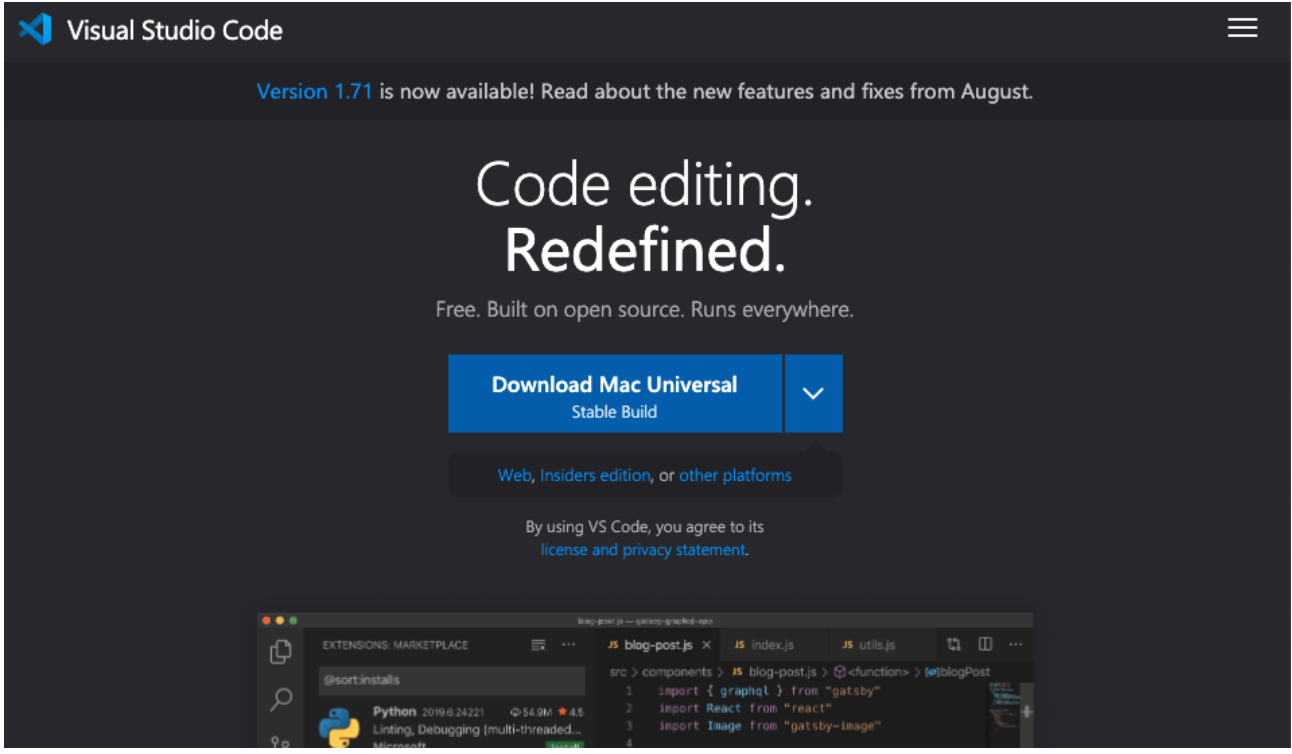 Visual Studio Code
Version 1.71 is now available! Read about the new features and fixes from August.
Code editing.
Redefined.
Free. Built on open source. Runs everywhere.
Download Mac Universal
Stable Build
Web, Insiders edition, or other platforms
By using VS Code, you agree to its
license and privacy statement.
blog-post.js — gatsby-graphql-app
EXTENSIONS: MARKETPLACE
@sort:installs
Python 2019.6.24221 54.9M ★ 4.5
Linting, Debugging (multi-threaded...
Microsoft Install
JS blog-post.js × JS index.js JS utils.js
src > components > JS blog-post.js > <function> > blogPost
1 import { graphql } from "gatsby"
2 import React from "react"
3 import Image from "gatsby-image"
4